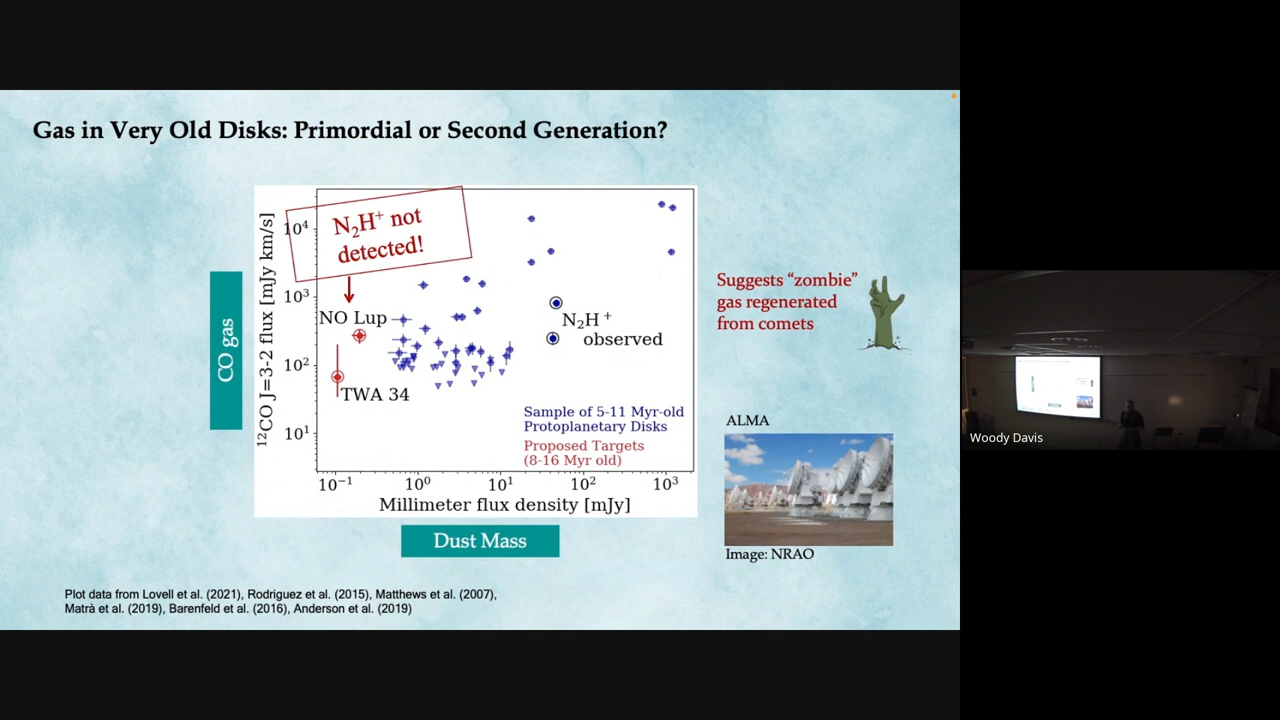 Gas in Very Old Disks: Primordial or Second Generation?
N₂H⁺ not
detected!
CO gas
¹²CO J=3-2 flux [mJy km/s]
10⁴
10³
10²
10¹
NO Lup
TWA 34
N₂H⁺
observed
Sample of 5-11 Myr-old
Protoplanetary Disks
Proposed Targets
(8-16 Myr old)
10⁻¹ 10⁰ 10¹ 10² 10³
Millimeter flux density [mJy]
Dust Mass
Suggests “zombie”
gas regenerated
from comets
ALMA
Image: NRAO
Plot data from Lovell et al. (2021), Rodriguez et al. (2015), Matthews et al. (2007),
Matrà et al. (2019), Barenfeld et al. (2016), Anderson et al. (2019)
Woody Davis